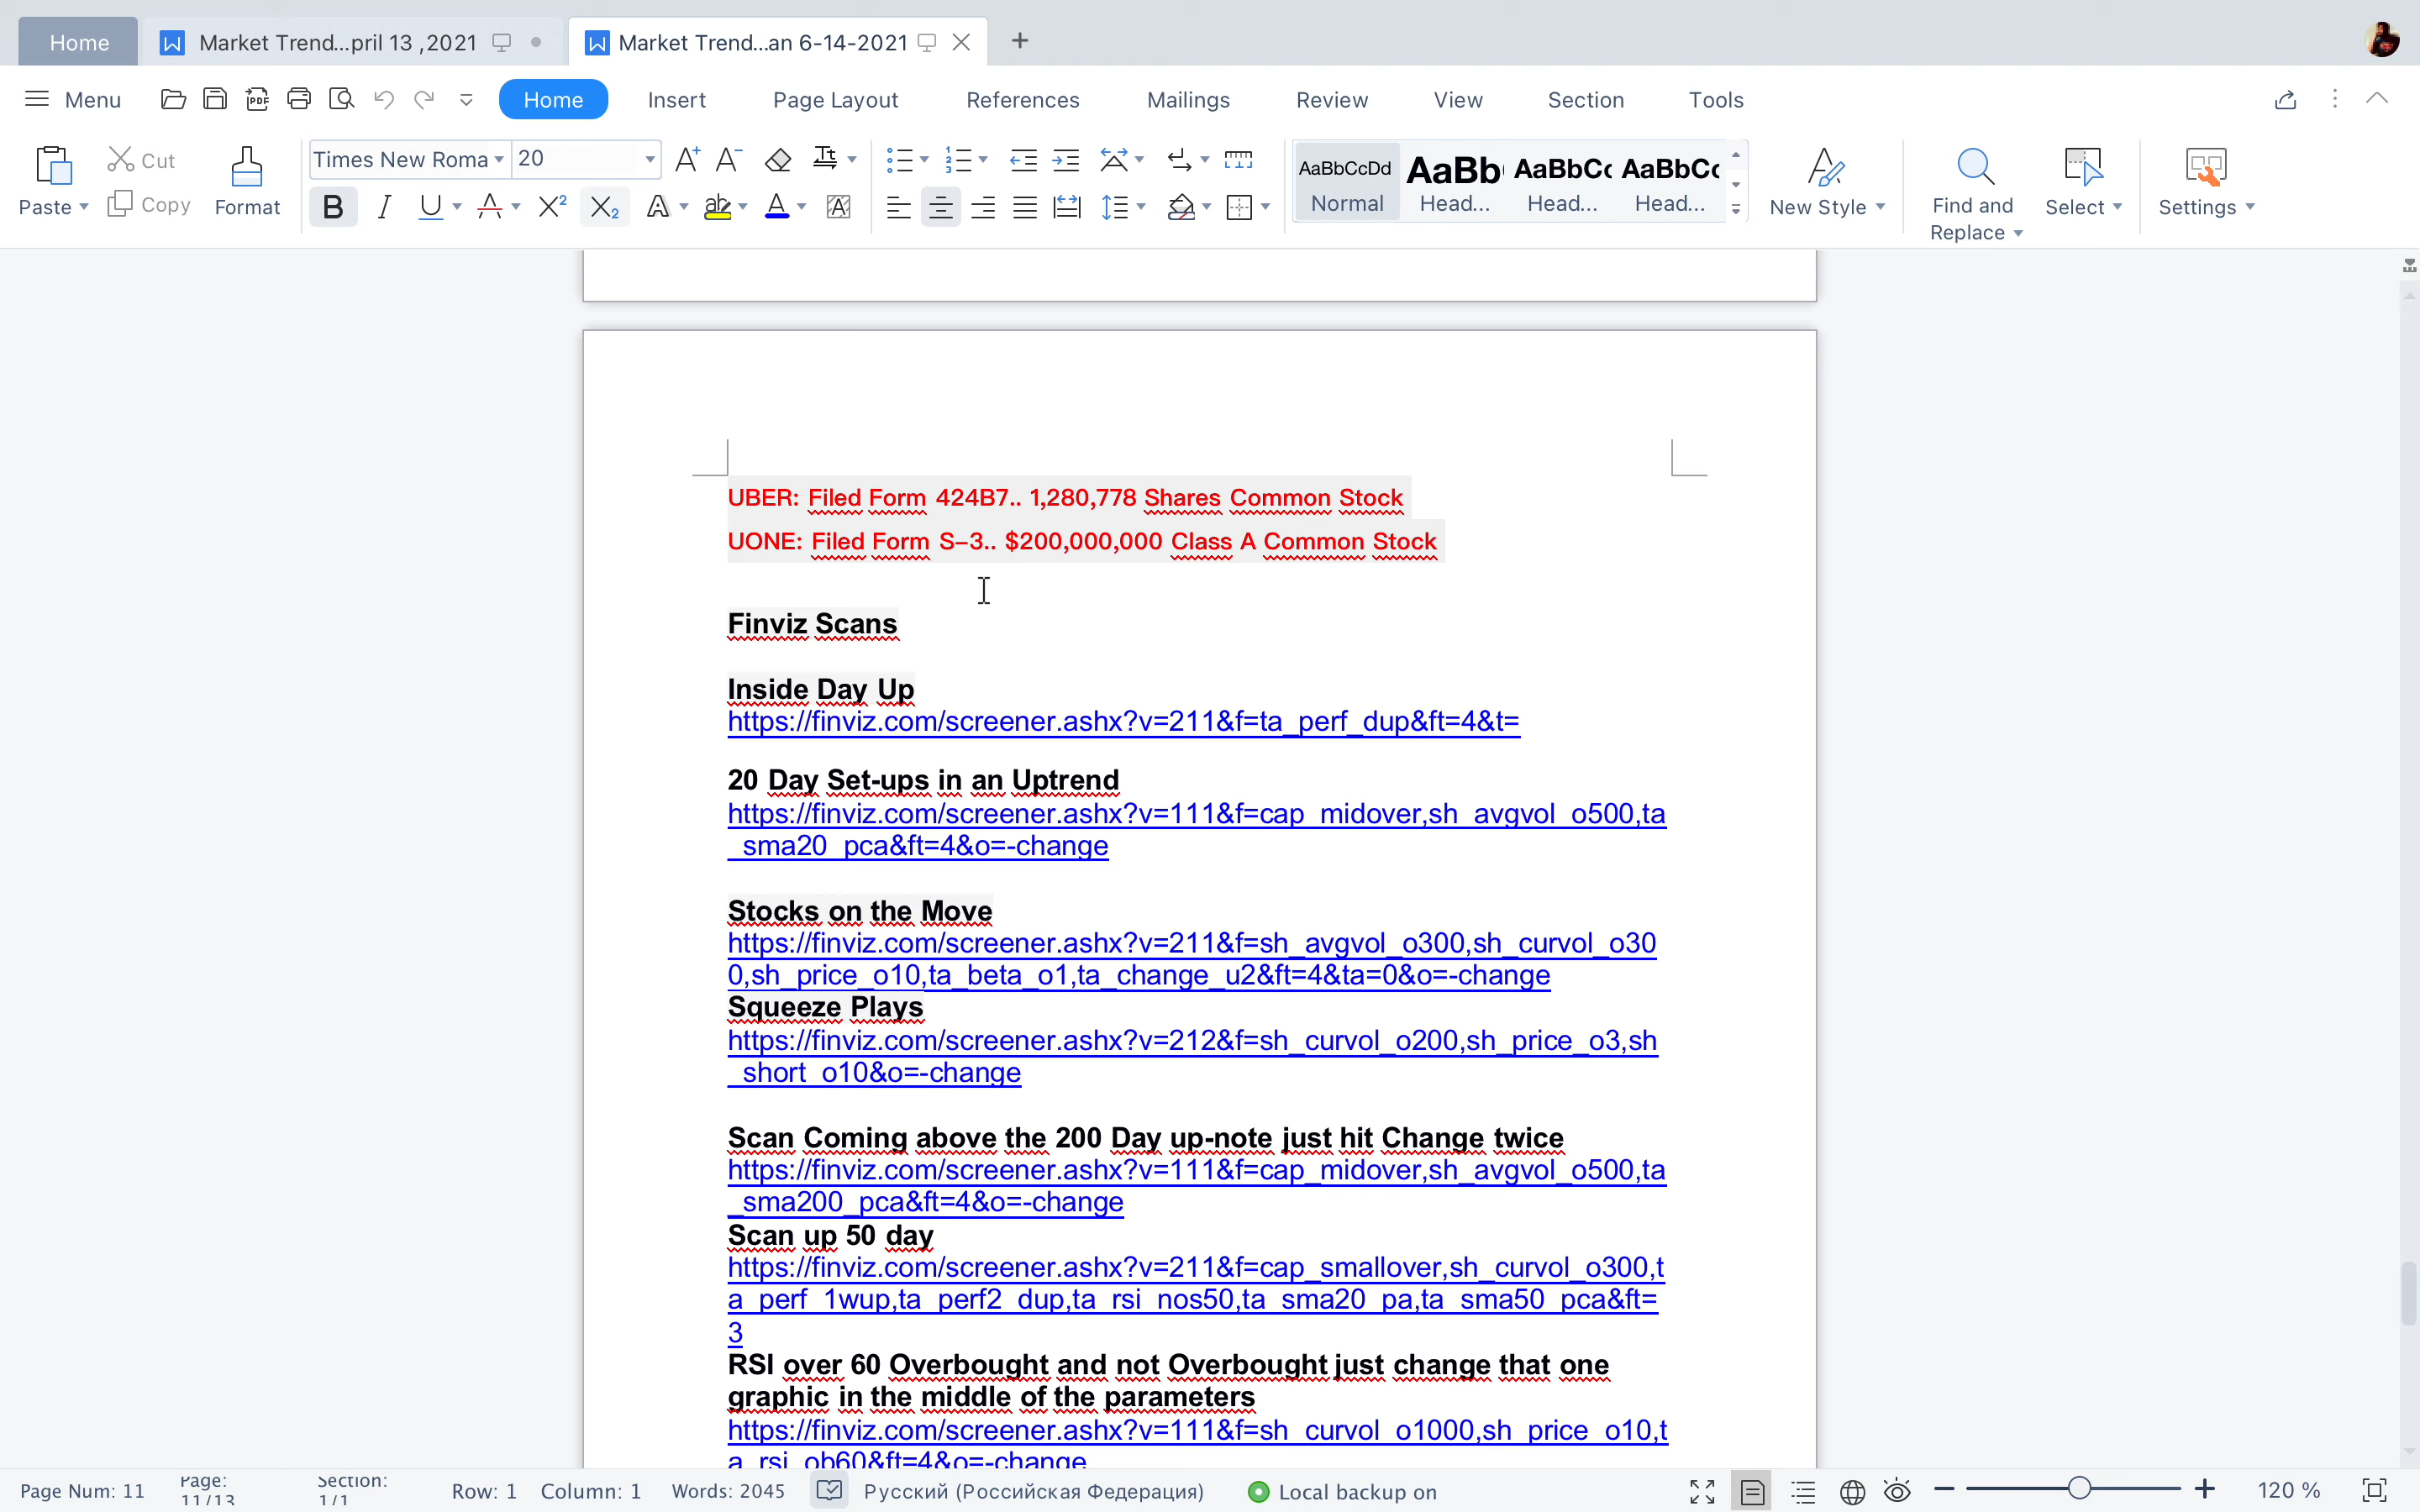 Home
Market Trend...pril 13 ,2021
Market Trend...an 6-14-2021
Menu
Home
Insert
Page Layout
References
Mailings
Review
View
Section
Tools
Paste
Cut
Copy
Format
Times New Roma
20
AaBbCcDd
Normal
AaBb
Head...
AaBbCc
Head...
AaBbCc
Head...
New Style
Find and
Replace
Select
Settings
UBER: Filed Form 424B7.. 1,280,778 Shares Common Stock
UONE: Filed Form S-3.. $200,000,000 Class A Common Stock
Finviz Scans
Inside Day Up
https://finviz.com/screener.ashx?v=211&f=ta_perf_dup&ft=4&t=
20 Day Set-ups in an Uptrend
https://finviz.com/screener.ashx?v=111&f=cap_midover,sh_avgvol_o500,ta
_sma20_pca&ft=4&o=-change
Stocks on the Move
https://finviz.com/screener.ashx?v=211&f=sh_avgvol_o300,sh_curvol_o30
0,sh_price_o10,ta_beta_o1,ta_change_u2&ft=4&ta=0&o=-change
Squeeze Plays
https://finviz.com/screener.ashx?v=212&f=sh_curvol_o200,sh_price_o3,sh
_short_o10&o=-change
Scan Coming above the 200 Day up-note just hit Change twice
https://finviz.com/screener.ashx?v=111&f=cap_midover,sh_avgvol_o500,ta
_sma200_pca&ft=4&o=-change
Scan up 50 day
https://finviz.com/screener.ashx?v=211&f=cap_smallover,sh_curvol_o300,t
a_perf_1wup,ta_perf2_dup,ta_rsi_nos50,ta_sma20_pa,ta_sma50_pca&ft=
3
RSI over 60 Overbought and not Overbought just change that one
graphic in the middle of the parameters
https://finviz.com/screener.ashx?v=111&f=sh_curvol_o1000,sh_price_o10,t
a_rsi_ob60&ft=4&o=-change
Page Num: 11
Page: 11/13
Section: 1/1
Row: 1
Column: 1
Words: 2045
Русский (Российская Федерация)
Local backup on
120 %